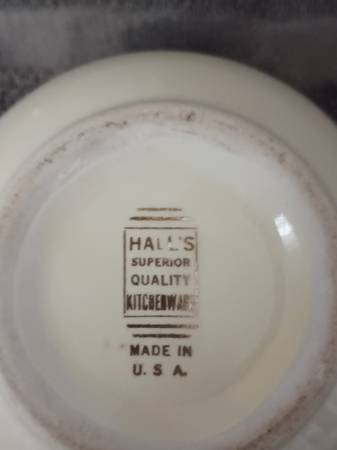 HALL'S
SUPERIOR
QUALITY
KITCHENWARE
MADE IN
U. S. A.